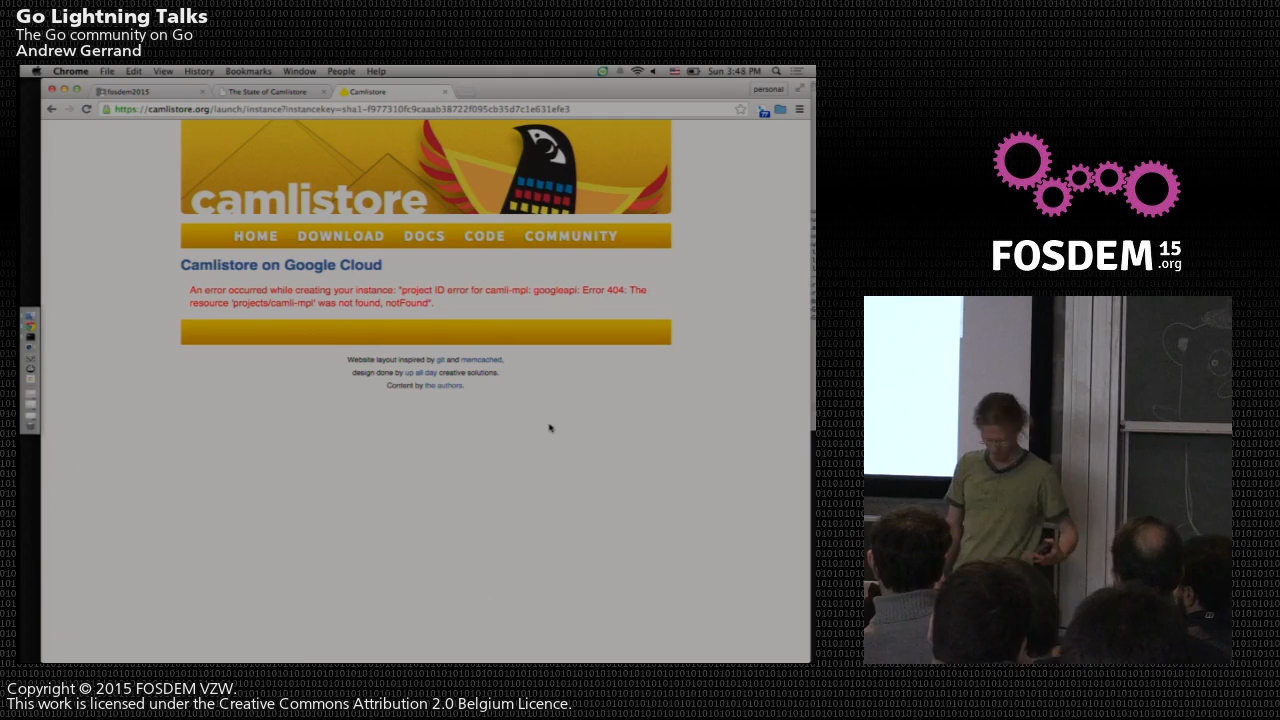 Go Lightning Talks
The Go community on Go
Andrew Gerrand
Chrome File Edit View History Bookmarks Window People Help
Sun 3:48 PM
fosdem2015
The State of Camlistore
Camlistore
personal
https://camlistore.org/launch/instance?instancekey=sha1-f977310fc9caaab38722f095cb35d7c1e631efe3
camlistore
HOME DOWNLOAD DOCS CODE COMMUNITY
Camlistore on Google Cloud
An error occurred while creating your instance: "project ID error for camli-mpl: googleapi: Error 404: The
resource 'projects/camli-mpl' was not found, notFound".
Website layout inspired by git and memcached,
design done by up all day creative solutions.
Content by the authors.
FOSDEM 15
.org
Copyright © 2015 FOSDEM VZW.
This work is licensed under the Creative Commons Attribution 2.0 Belgium Licence.